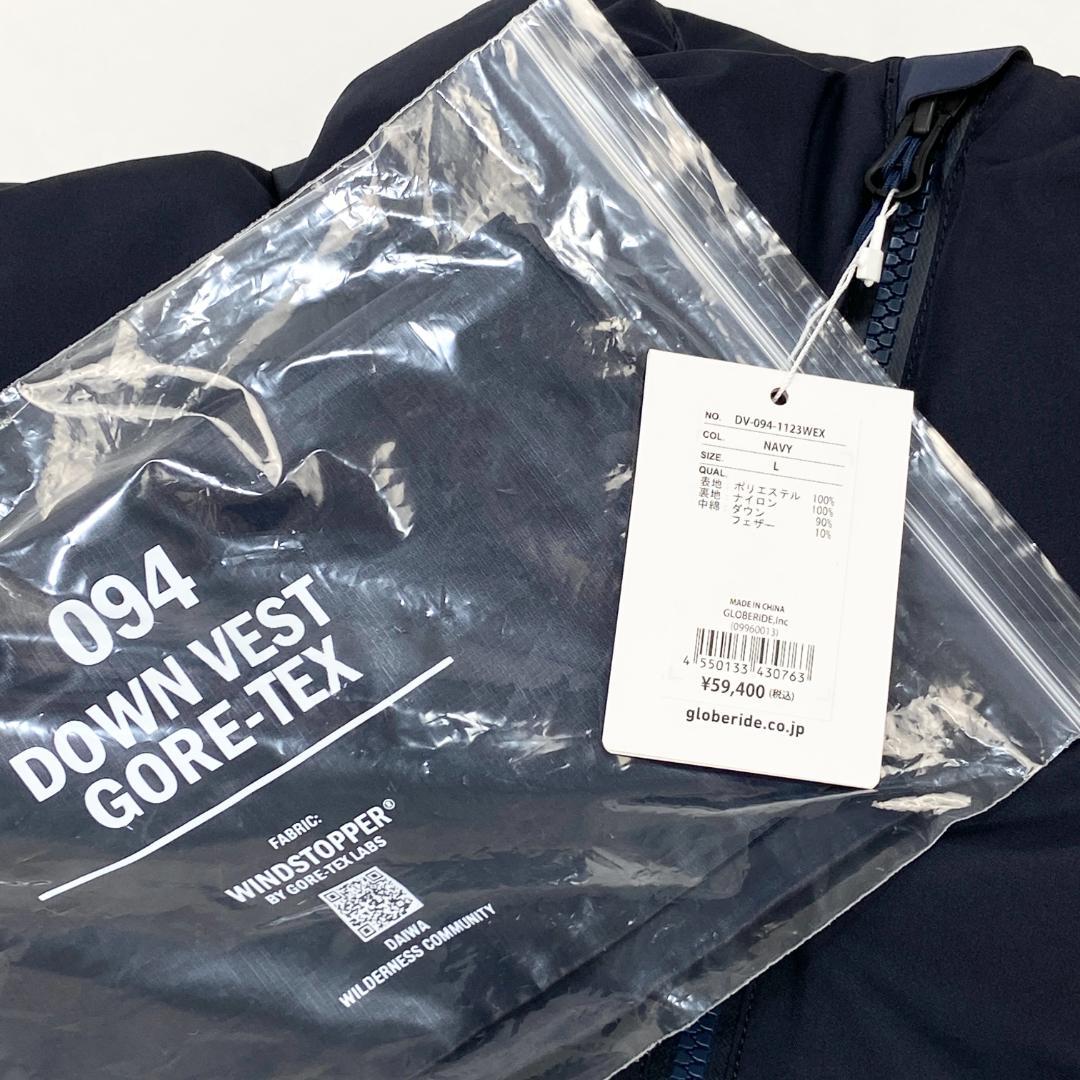 094
DOWN VEST
GORE-TEX
FABRIC:
WINDSTOPPER®
BY GORE-TEX LABS
DAIWA
WILDERNESS COMMUNITY
NO. DV-094-1123WEX
COL. NAVY
SIZE. L
QUAL.
表地 ポリエステル 100%
裏地 ナイロン 100%
中綿 ダウン 90%
フェザー 10%
MADE IN CHINA
GLOBERIDE,Inc
(09960013)
4 550133 430763
¥59,400 (税込)
globeride.co.jp